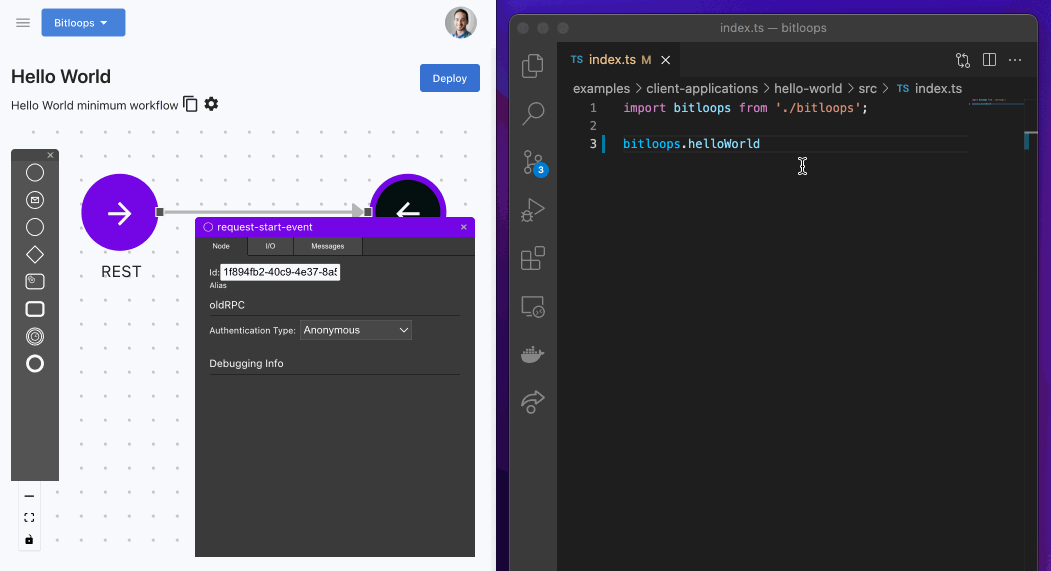 Bitloops
Hello World
Deploy
Hello World minimum workflow
REST
request-start-event
Node I/O Messages
Id: 1f894fb2-40c9-4e37-8a
Alias
oldRPC
Authentication Type: Anonymous
Debugging Info
index.ts — bitloops
TS index.ts M
examples > client-applications > hello-world > src > TS index.ts
1 import bitloops from './bitloops';
2
3 bitloops.helloWorld
3